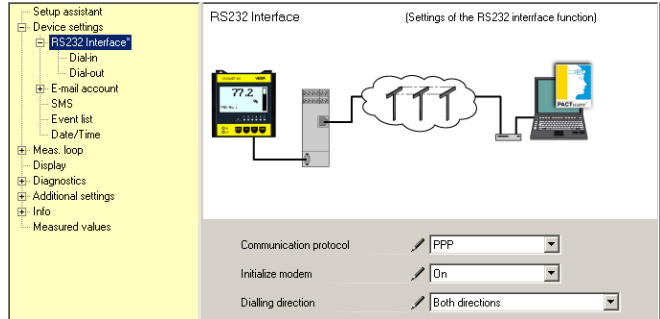 Setup assistant
Device settings
RS232 Interface*
Dial-in
Dial-out
E-mail account
SMS
Event list
Date/Time
Meas. loop
Display
Diagnostics
Additional settings
Info
Measured values
RS232 Interface
(Settings of the RS232 interrface function)
VEGA
77.2
%
PACTware
Communication protocol
PPP
Initialize modem
On
Dialling direction
Both directions